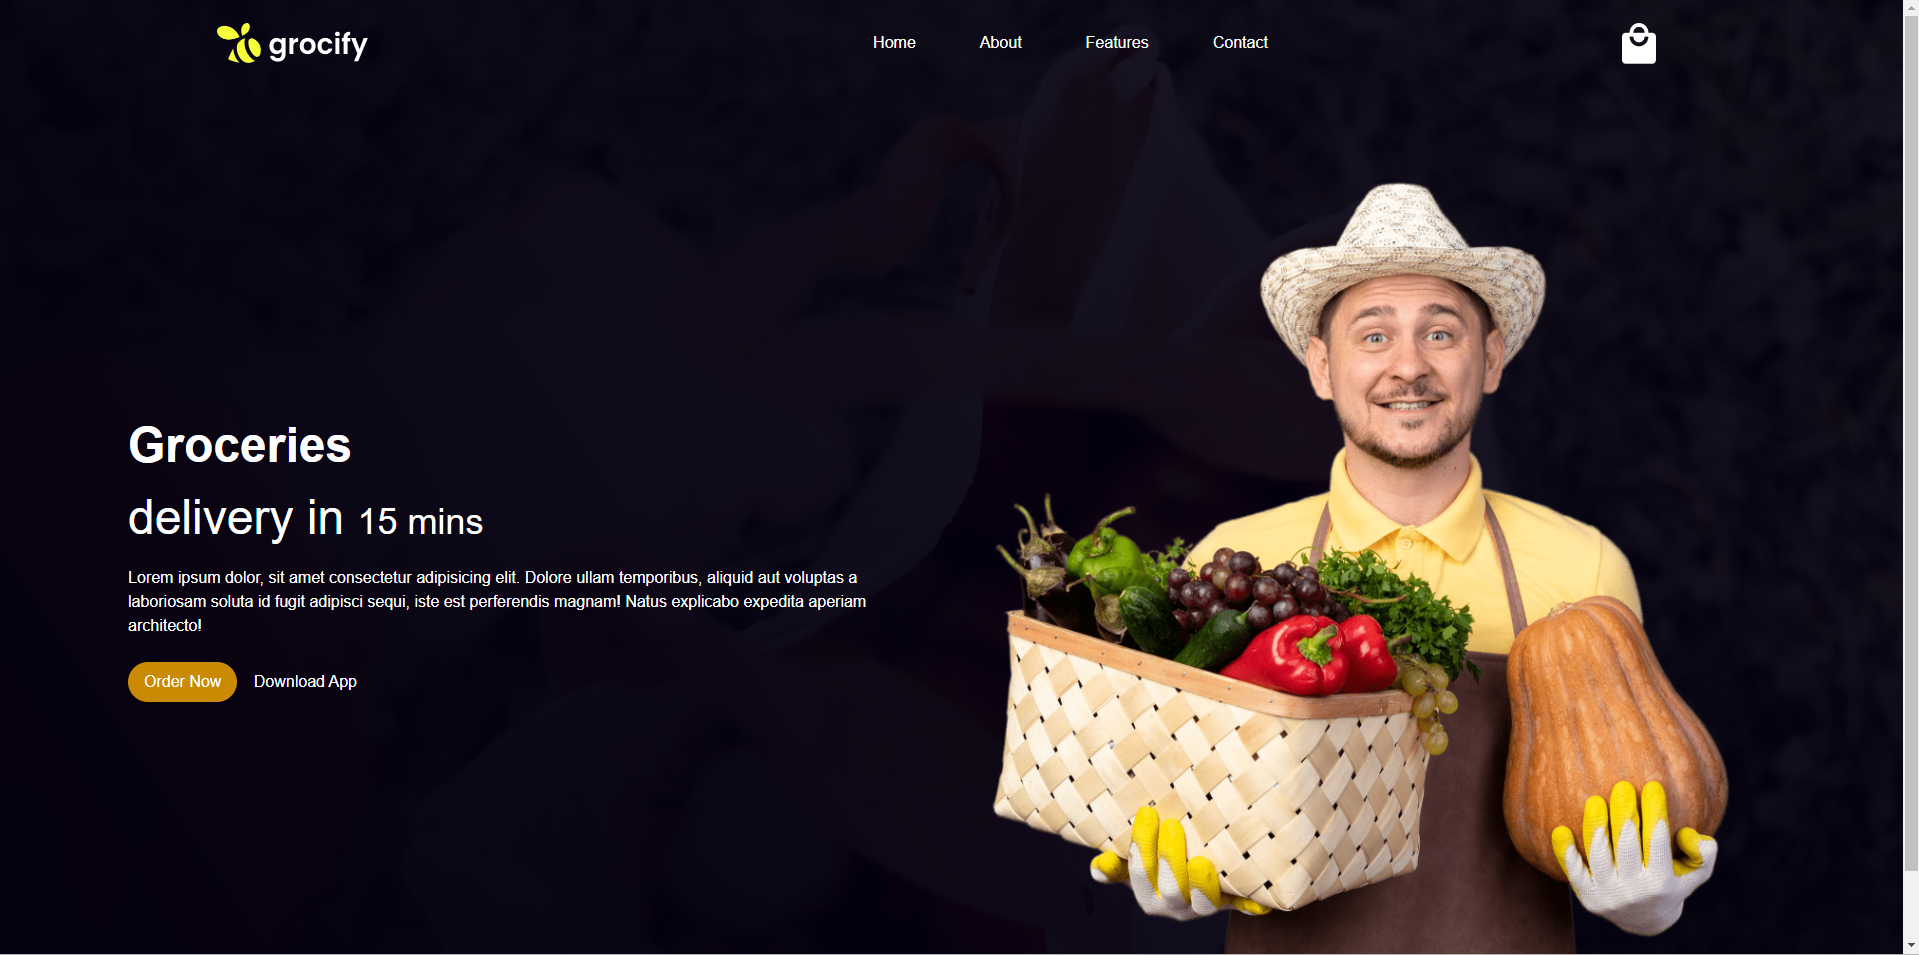 grocify
Home
About
Features
Contact
Groceries
delivery in 15 mins
Lorem ipsum dolor, sit amet consectetur adipisicing elit. Dolore ullam temporibus, aliquid aut voluptas a
laboriosam soluta id fugit adipisci sequi, iste est perferendis magnam! Natus explicabo expedita aperiam
architecto!
Order Now
Download App